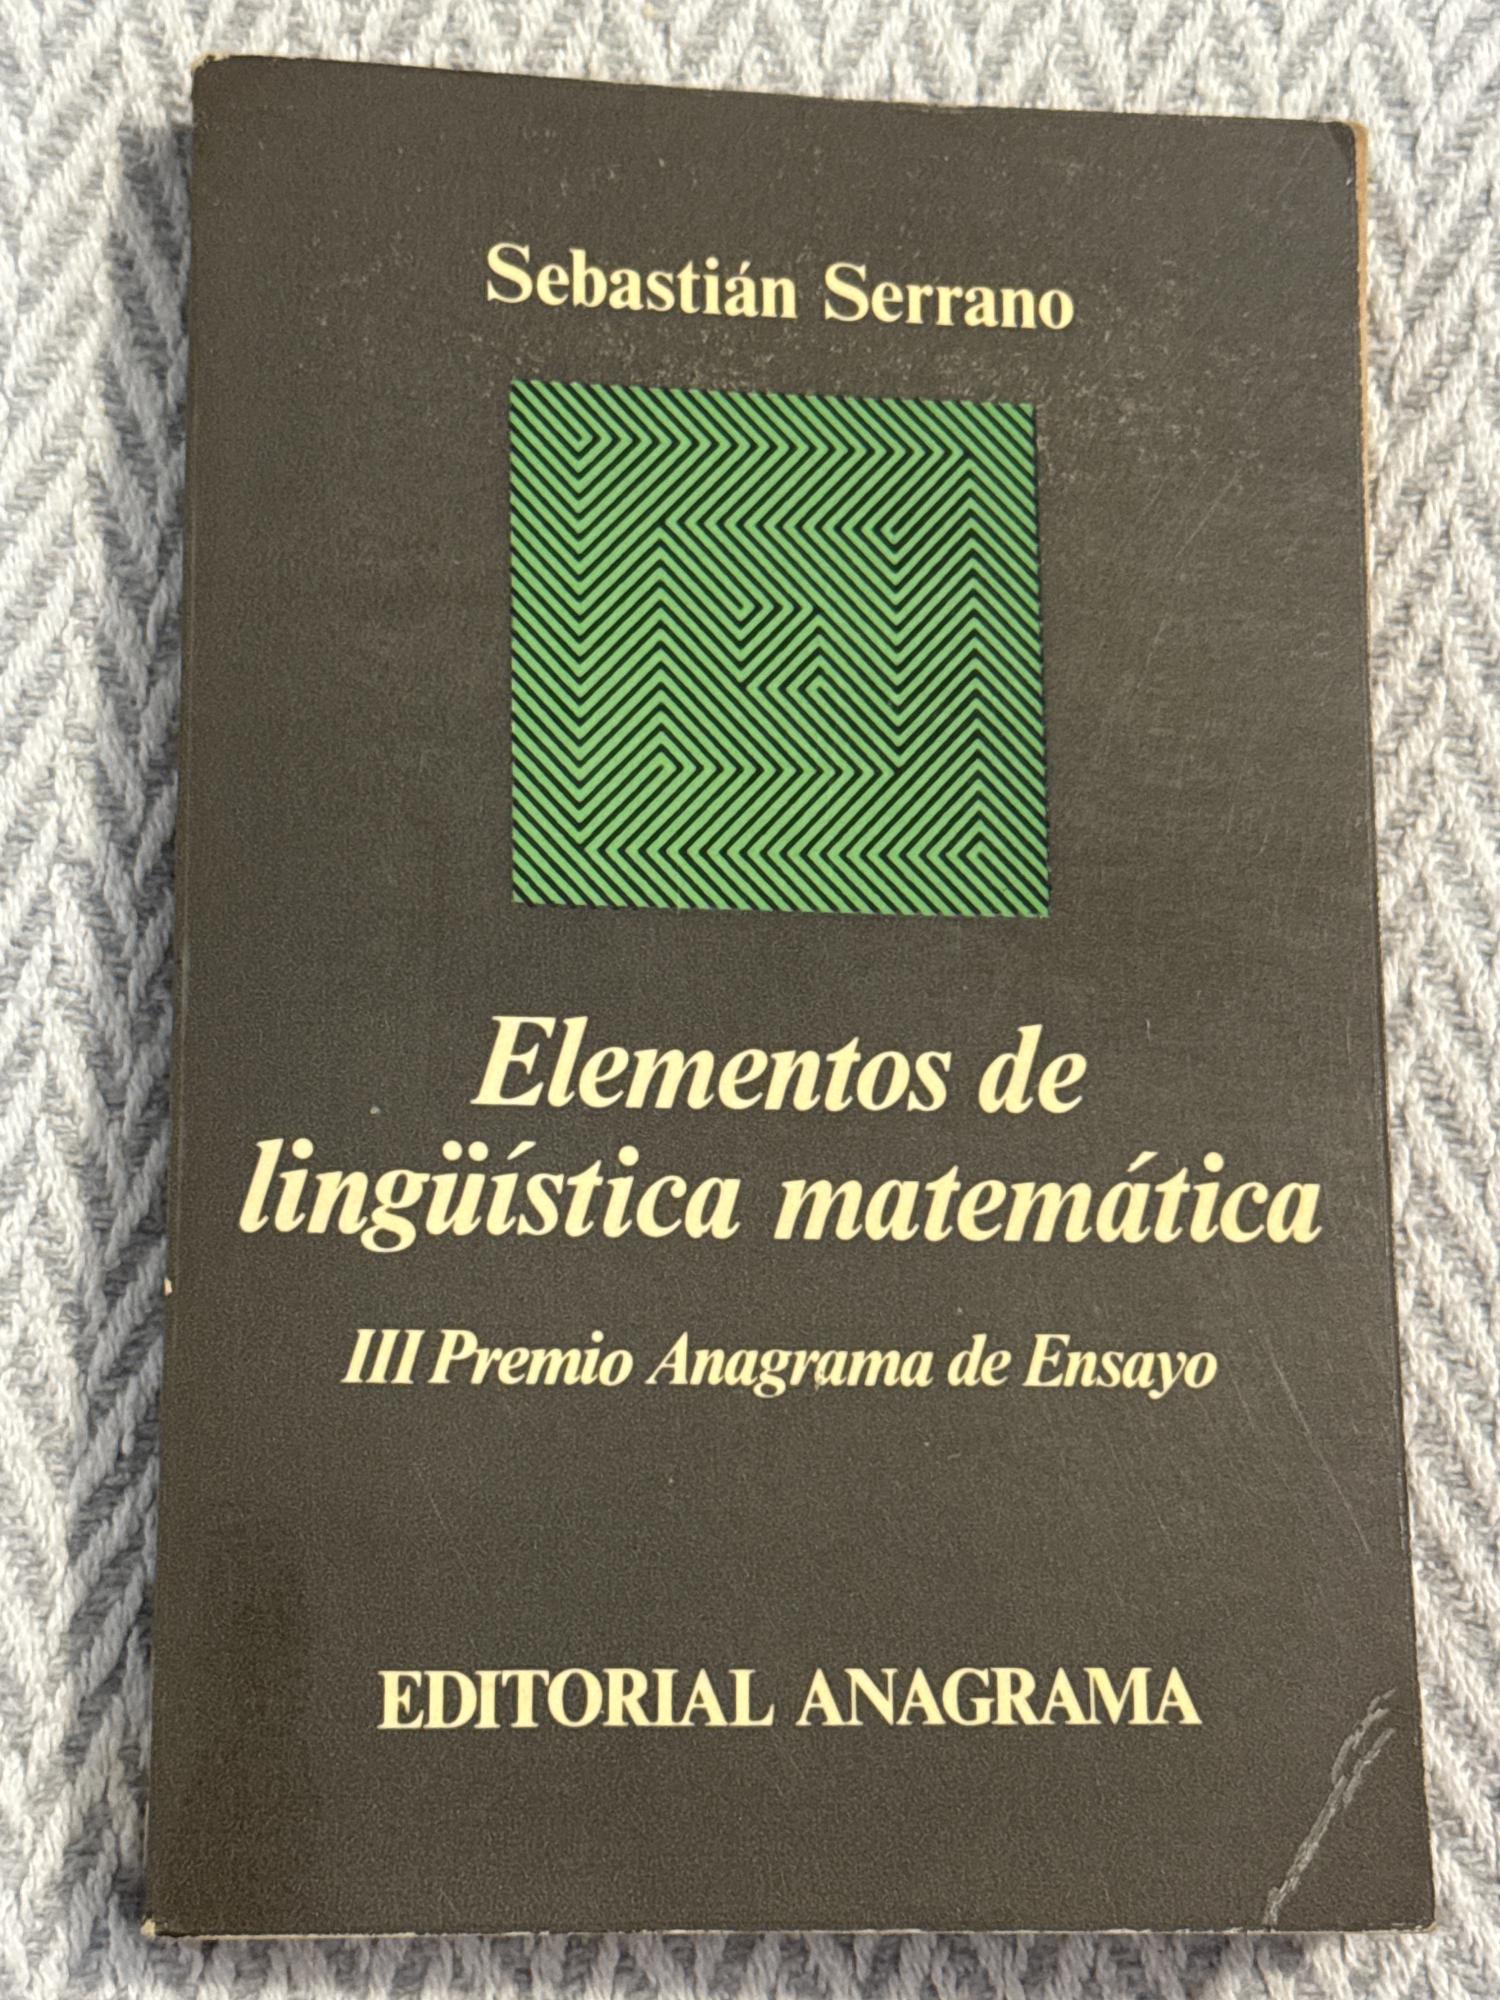 Sebastián Serrano
Elementos de
lingüística matemática
III Premio Anagrama de Ensayo
EDITORIAL ANAGRAMA